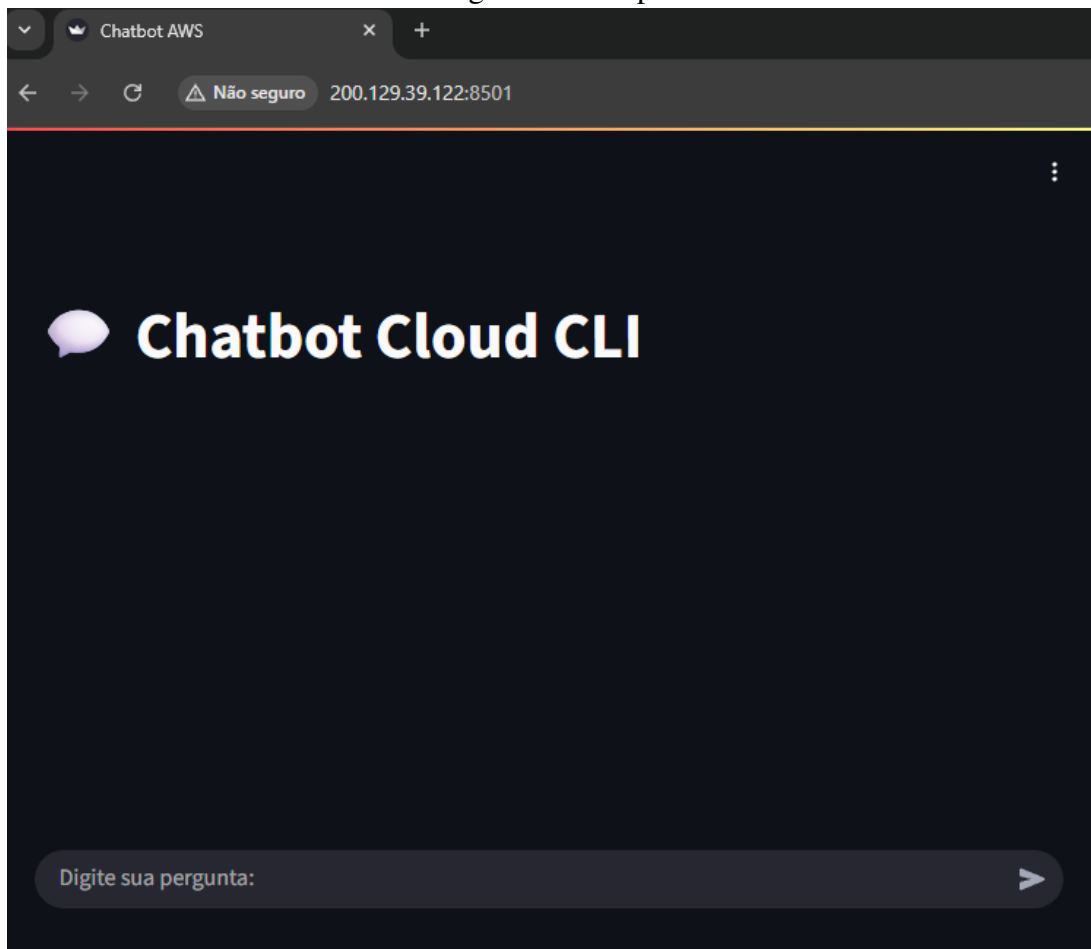 Chatbot AWS
Não seguro 200.129.39.122:8501
Chatbot Cloud CLI
Digite sua pergunta: